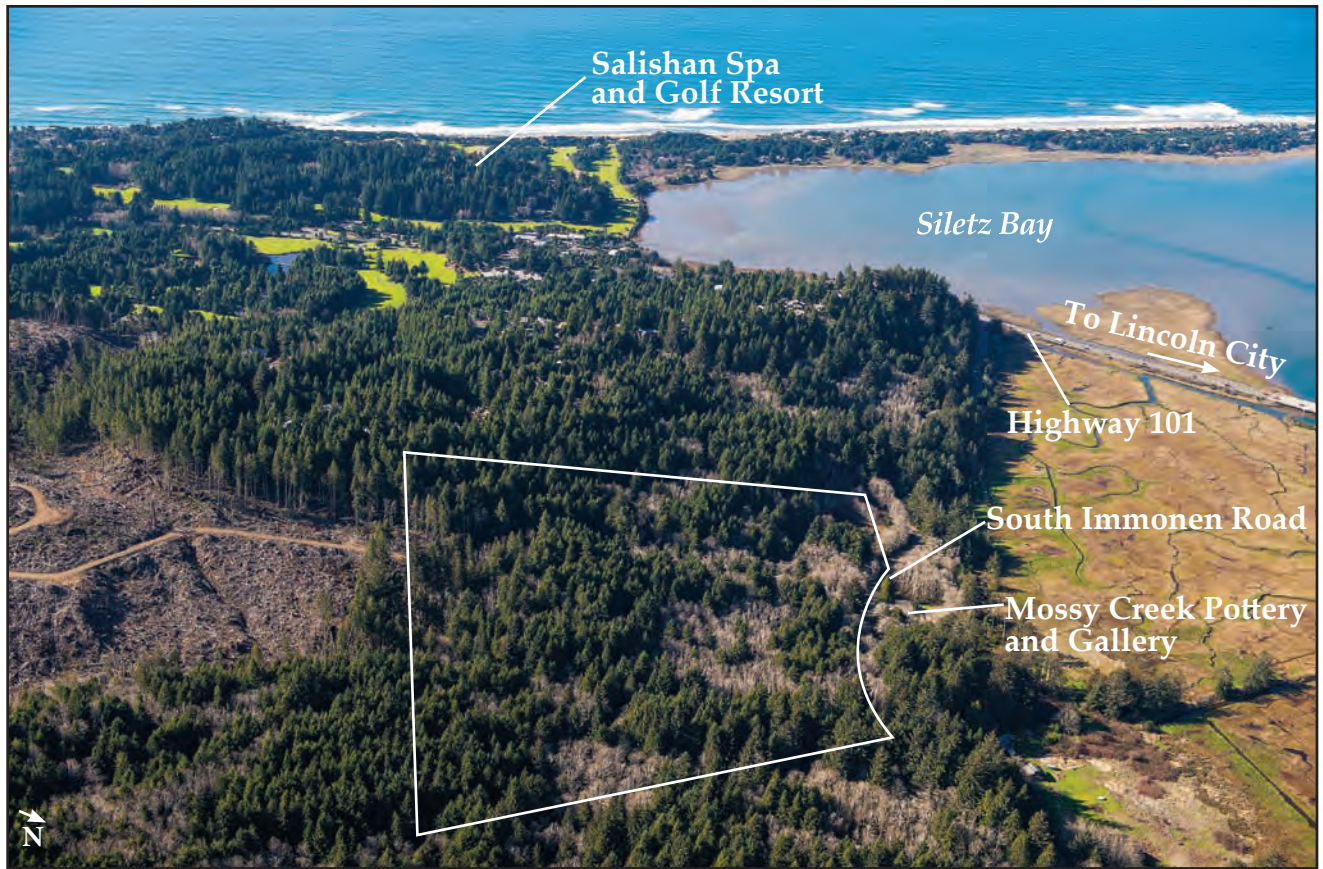 Salishan Spa
and Golf Resort
Siletz Bay
To Lincoln City
Highway 101
South Immonen Road
Mossy Creek Pottery
and Gallery
N